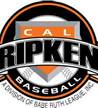 CAL
RIPKEN
BASEBALL
A DIVISION OF BABE RUTH LEAGUE, INC.